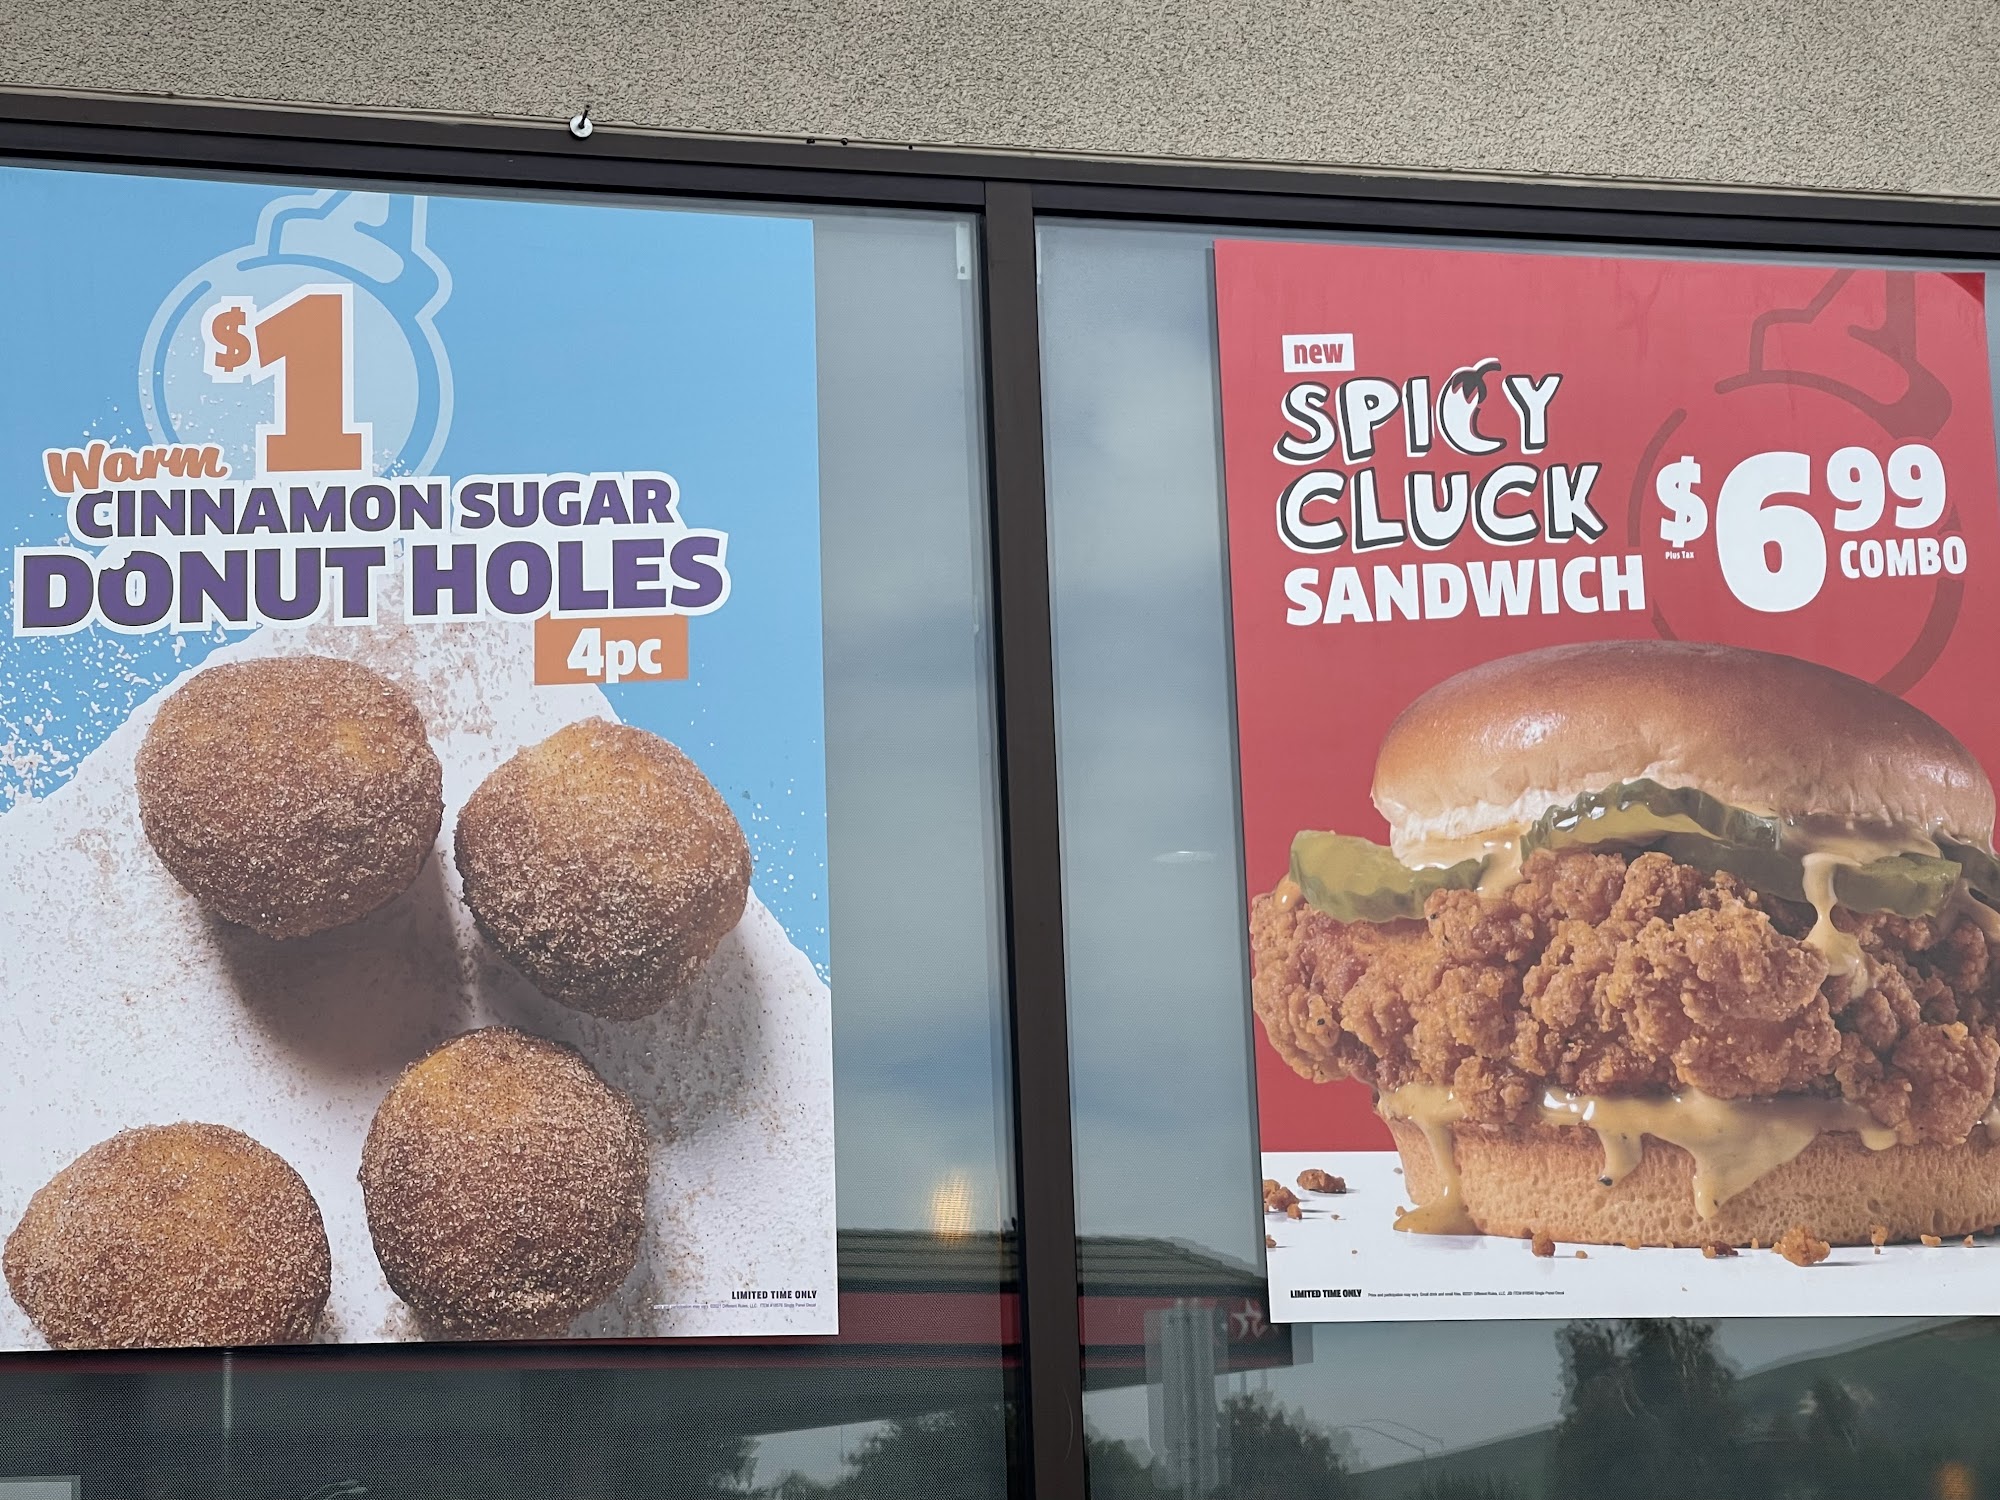 $1
Warm
CINNAMON SUGAR
DONUT HOLES
4pc
LIMITED TIME ONLY
new
SPICY
CLUCK
SANDWICH
$6.99
Plus Tax
COMBO
LIMITED TIME ONLY